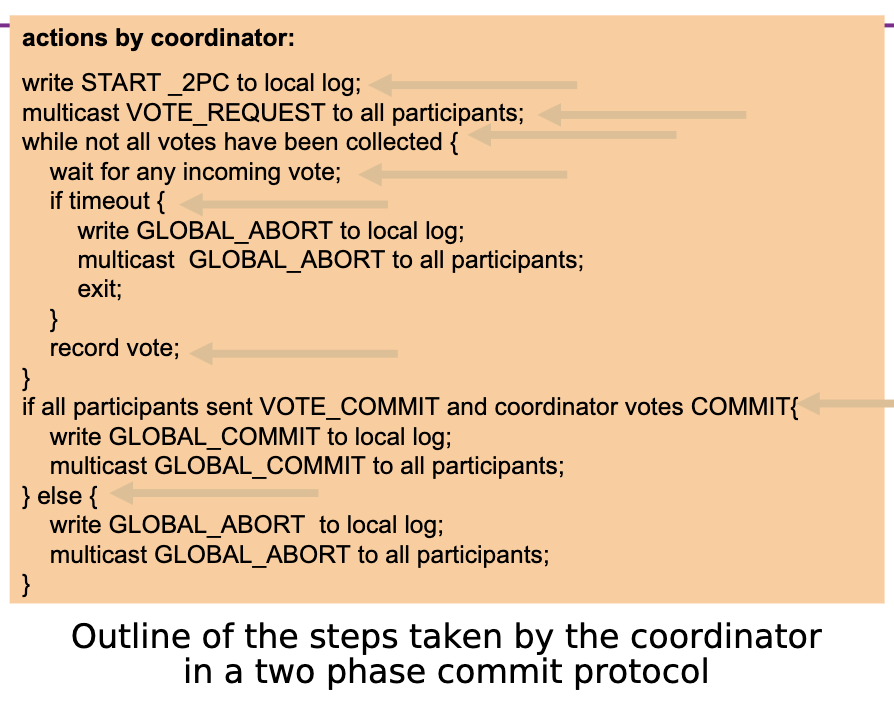 actions by coordinator:
write START _2PC to local log;
multicast VOTE_REQUEST to all participants;
while not all votes have been collected {
wait for any incoming vote;
if timeout {
write GLOBAL_ABORT to local log;
multicast  GLOBAL_ABORT to all participants;
exit;
}
record vote;
}
if all participants sent VOTE_COMMIT and coordinator votes COMMIT{
write GLOBAL_COMMIT to local log;
multicast GLOBAL_COMMIT to all participants;
} else {
write GLOBAL_ABORT  to local log;
multicast GLOBAL_ABORT to all participants;
}
Outline of the steps taken by the coordinator
in a two phase commit protocol